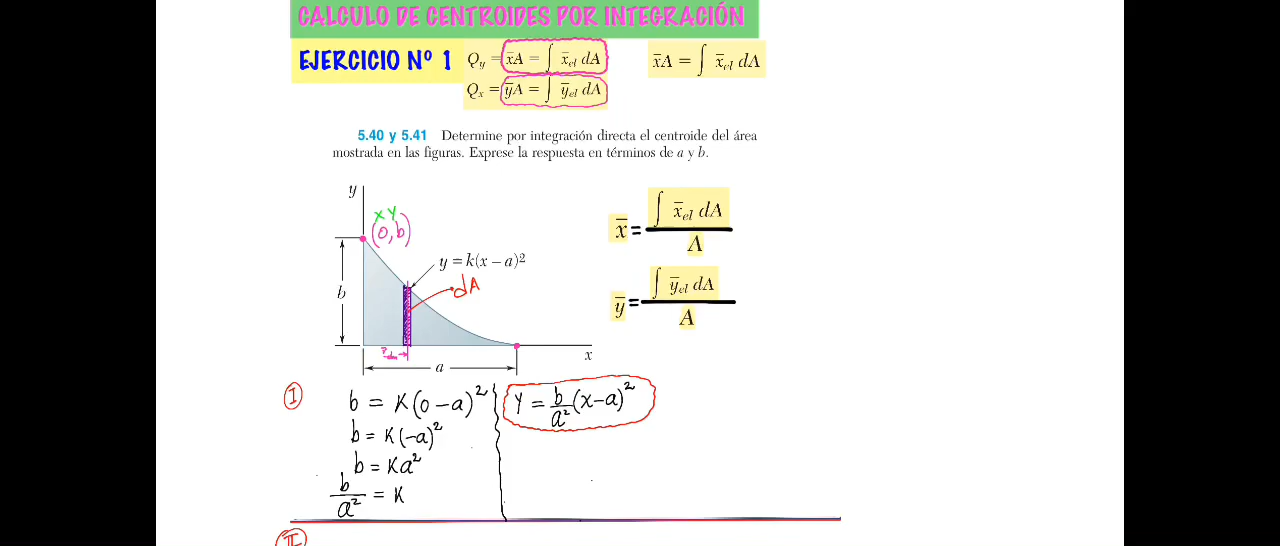 CALCULO DE CENTROIDES POR INTEGRACIÓN
EJERCICIO Nº 1
Q_y = x̄A = ∫ x̄_el dA
x̄A = ∫ x̄_el dA
Q_x = ȳA = ∫ ȳ_el dA
5.40 y 5.41 Determine por integración directa el centroide del área
mostrada en las figuras. Exprese la respuesta en términos de a y b.
y
X Y
(0,b)
y = k(x − a)²
dA
b
x
a
x̄ = ∫ x̄_el dA / A
ȳ = ∫ ȳ_el dA / A
I
b = K(0-a)²
b = K(-a)²
b = Ka²
b/a² = K
Y = b/a² (x-a)²
II